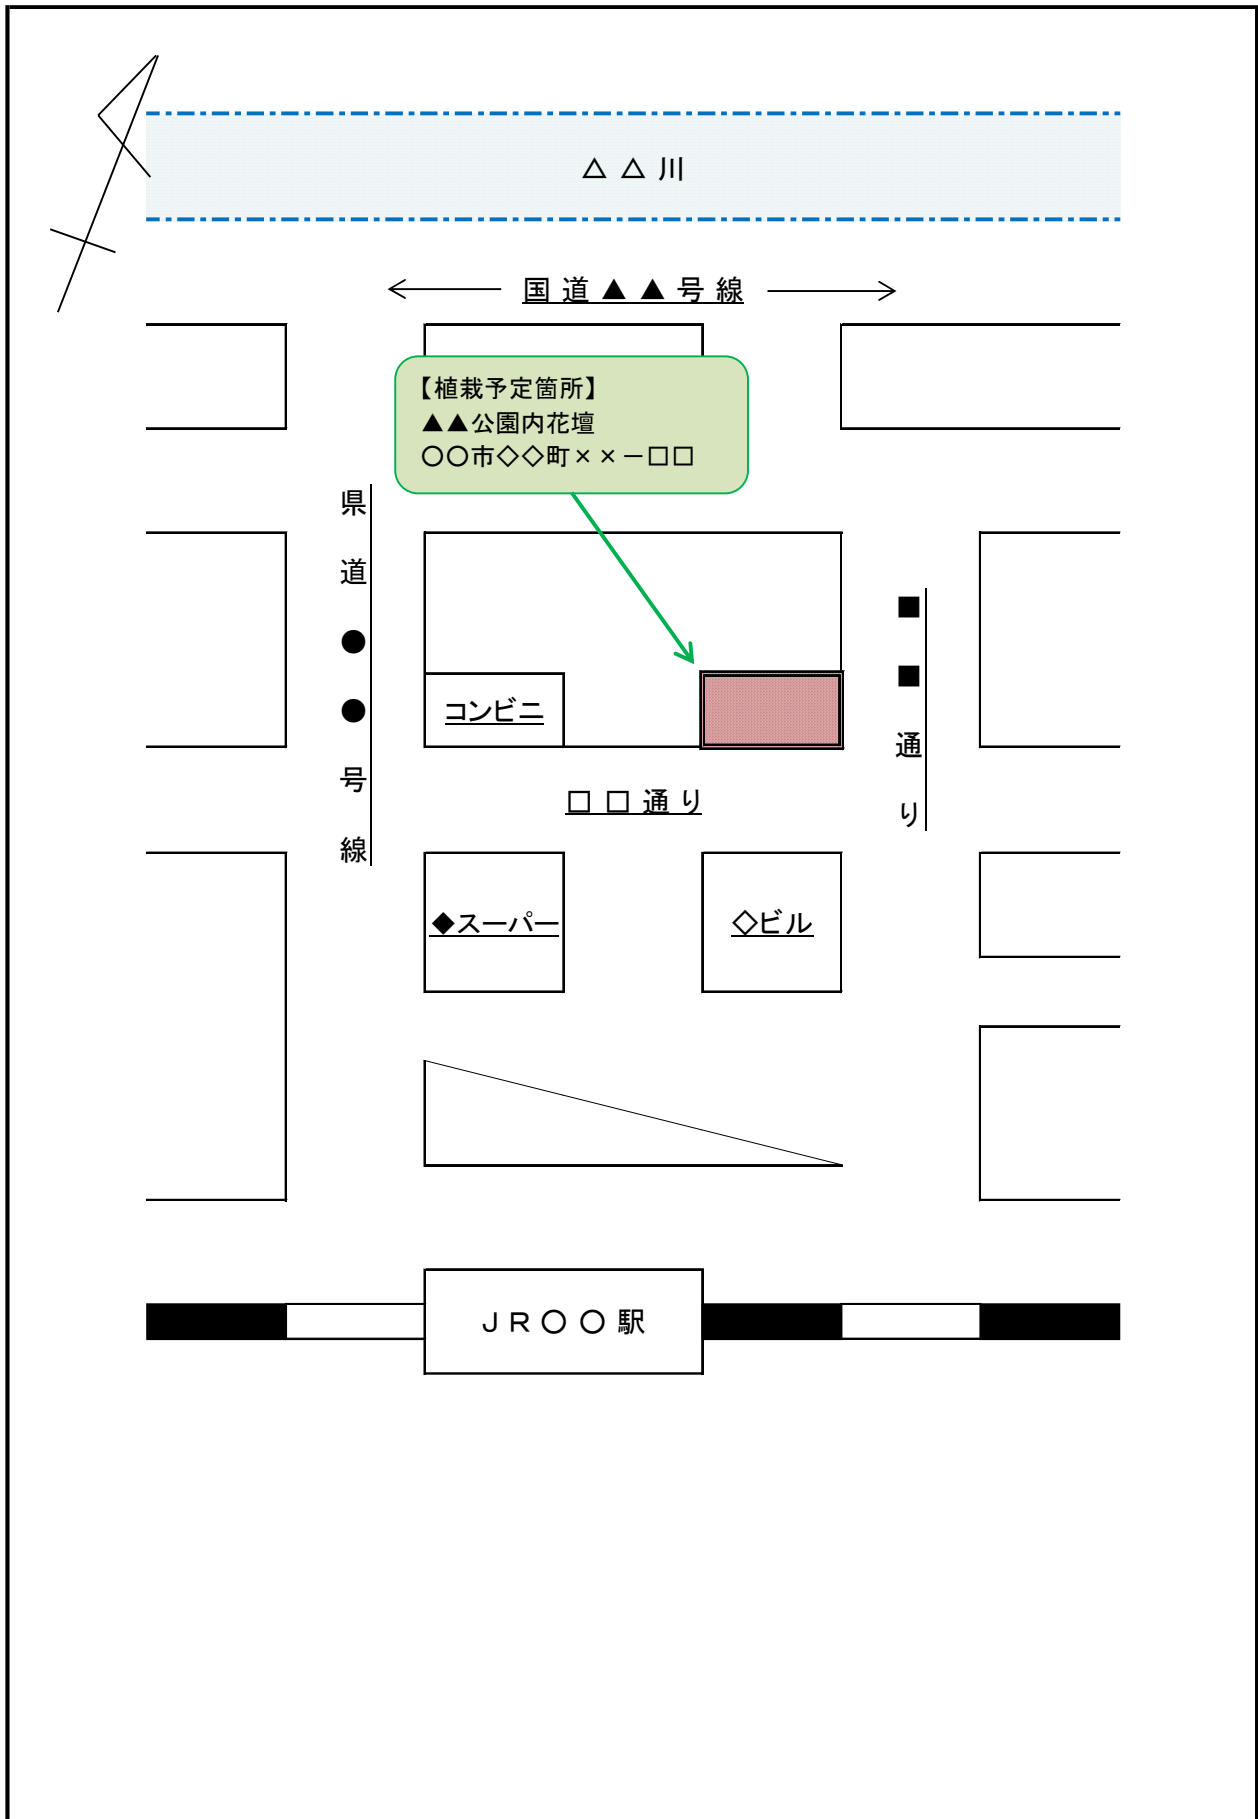 △△川
国道▲▲号線
【植栽予定箇所】
▲▲公園内花壇
〇〇市◇◇町××－□□
県道●●号線
■■通り
コンビニ
□□通り
◆スーパー
◇ビル
ＪＲ〇〇駅